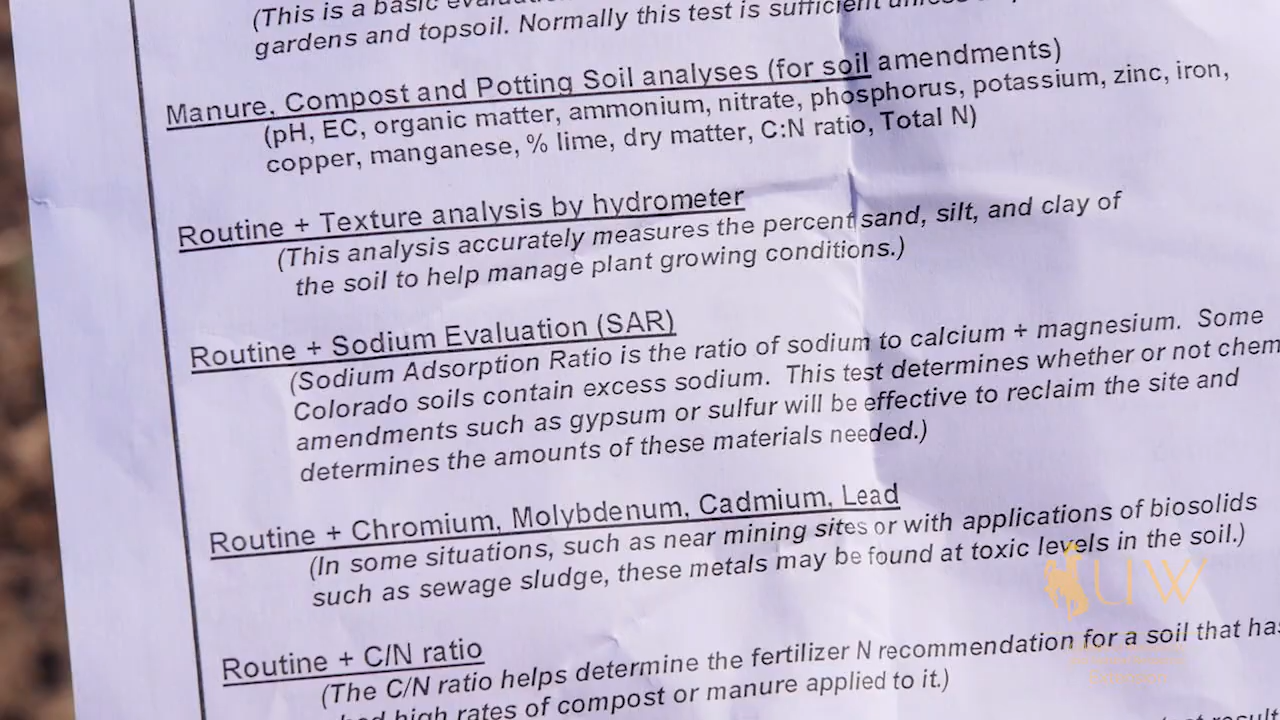 (This is a basic
gardens and topsoil. Normally this test is sufficient
Manure, Compost and Potting Soil analyses (for soil amendments)
(pH, EC, organic matter, ammonium, nitrate, phosphorus, potassium, zinc, iron,
copper, manganese, % lime, dry matter, C:N ratio, Total N)
Routine + Texture analysis by hydrometer
(This analysis accurately measures the percent sand, silt, and clay of
the soil to help manage plant growing conditions.)
Routine + Sodium Evaluation (SAR)
(Sodium Adsorption Ratio is the ratio of sodium to calcium + magnesium. Some
Colorado soils contain excess sodium. This test determines whether or not chem
amendments such as gypsum or sulfur will be effective to reclaim the site and
determines the amounts of these materials needed.)
Routine + Chromium, Molybdenum, Cadmium, Lead
(In some situations, such as near mining sites or with applications of biosolids
such as sewage sludge, these metals may be found at toxic levels in the soil.)
UW
Routine + C/N ratio
(The C/N ratio helps determine the fertilizer N recommendation for a soil that has
had high rates of compost or manure applied to it.)